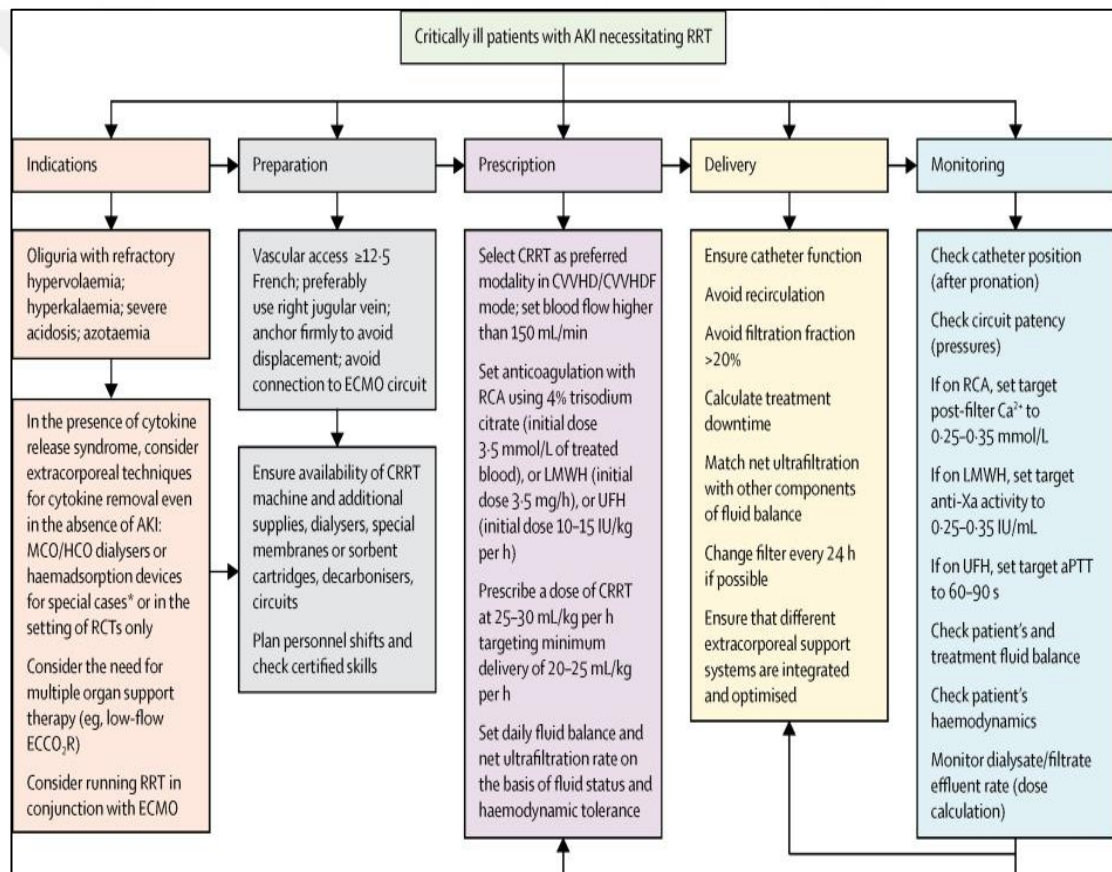 Critically ill patients with AKI necessitating RRT
Indications
Preparation
Prescription
Delivery
Monitoring
Oliguria with refractory
hypervolaemia;
hyperkalaemia; severe
acidosis; azotaemia
In the presence of cytokine
release syndrome, consider
extracorporeal techniques
for cytokine removal even
in the absence of AKI:
MCO/HCO dialysers or
haemadsorption devices
for special cases* or in the
setting of RCTs only
Consider the need for
multiple organ support
therapy (eg, low-flow
ECCO₂R)
Consider running RRT in
conjunction with ECMO
Vascular access ≥12·5
French; preferably
use right jugular vein;
anchor firmly to avoid
displacement; avoid
connection to ECMO circuit
Ensure availability of CRRT
machine and additional
supplies, dialysers, special
membranes or sorbent
cartridges, decarbonisers,
circuits
Plan personnel shifts and
check certified skills
Select CRRT as preferred
modality in CVVHD/CVVHDF
mode; set blood flow higher
than 150 mL/min
Set anticoagulation with
RCA using 4% trisodium
citrate (initial dose
3·5 mmol/L of treated
blood), or LMWH (initial
dose 3·5 mg/h), or UFH
(initial dose 10–15 IU/kg
per h)
Prescribe a dose of CRRT
at 25–30 mL/kg per h
targeting minimum
delivery of 20–25 mL/kg
per h
Set daily fluid balance and
net ultrafiltration rate on
the basis of fluid status and
haemodynamic tolerance
Ensure catheter function
Avoid recirculation
Avoid filtration fraction
>20%
Calculate treatment
downtime
Match net ultrafiltration
with other components
of fluid balance
Change filter every 24 h
if possible
Ensure that different
extracorporeal support
systems are integrated
and optimised
Check catheter position
(after pronation)
Check circuit patency
(pressures)
If on RCA, set target
post-filter Ca²⁺ to
0·25–0·35 mmol/L
If on LMWH, set target
anti-Xa activity to
0·25–0·35 IU/mL
If on UFH, set target aPTT
to 60–90 s
Check patient's and
treatment fluid balance
Check patient's
haemodynamics
Monitor dialysate/filtrate
effluent rate (dose
calculation)